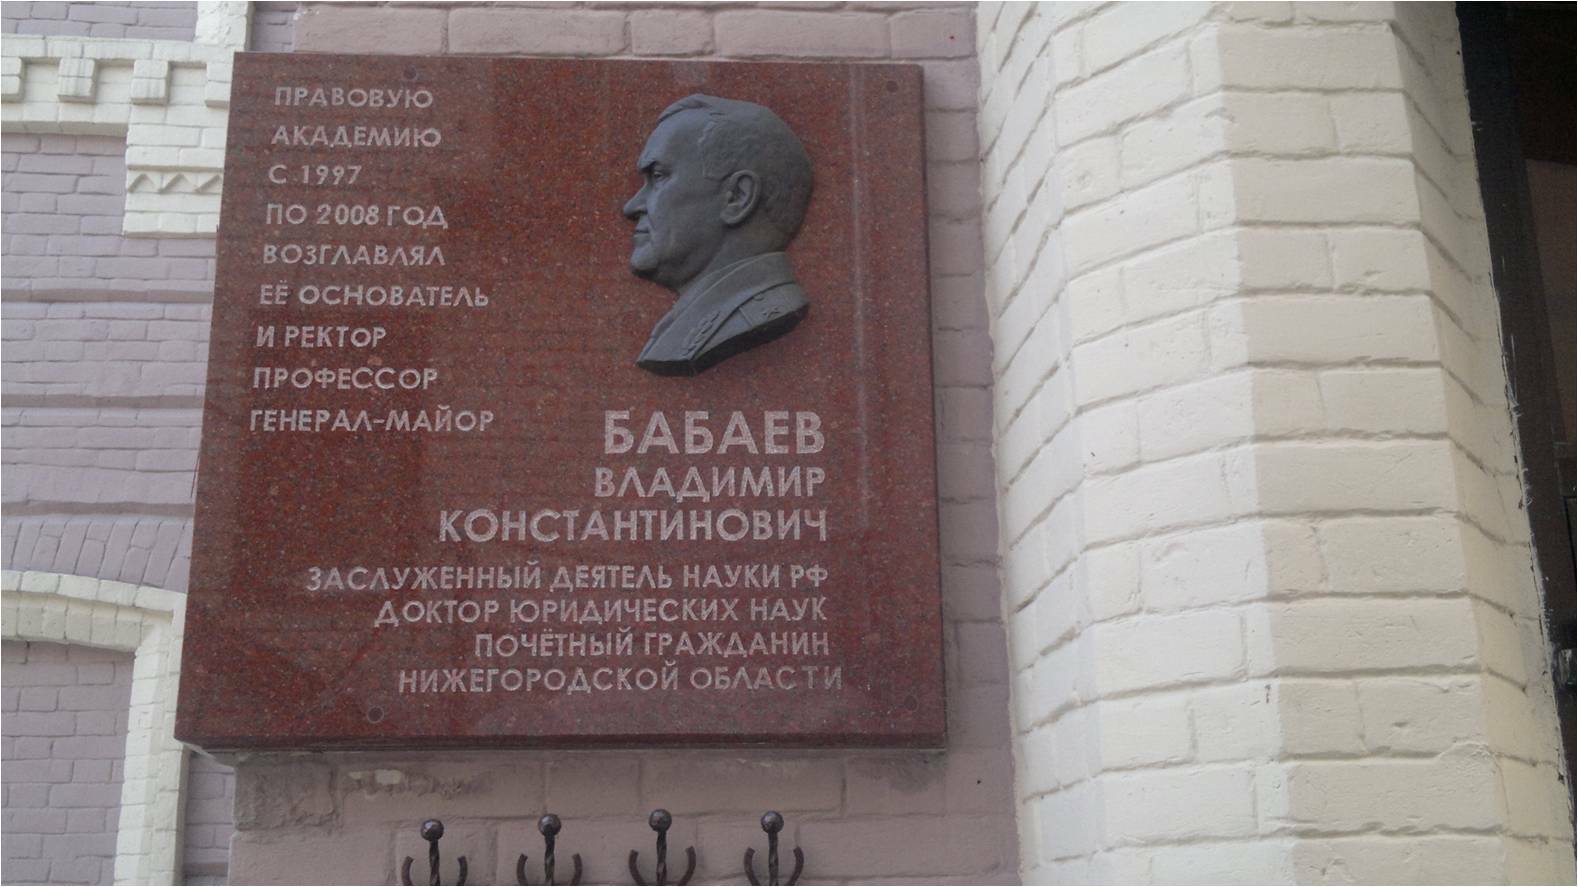 ПРАВОВУЮ
АКАДЕМИЮ
С 1997
ПО 2008 ГОД
ВОЗГЛАВЛЯЛ
ЕЁ ОСНОВАТЕЛЬ
И РЕКТОР
ПРОФЕССОР
ГЕНЕРАЛ-МАЙОР
БАБАЕВ
ВЛАДИМИР
КОНСТАНТИНОВИЧ
ЗАСЛУЖЕННЫЙ ДЕЯТЕЛЬ НАУКИ РФ
ДОКТОР ЮРИДИЧЕСКИХ НАУК
ПОЧЁТНЫЙ ГРАЖДАНИН
НИЖЕГОРОДСКОЙ ОБЛАСТИ